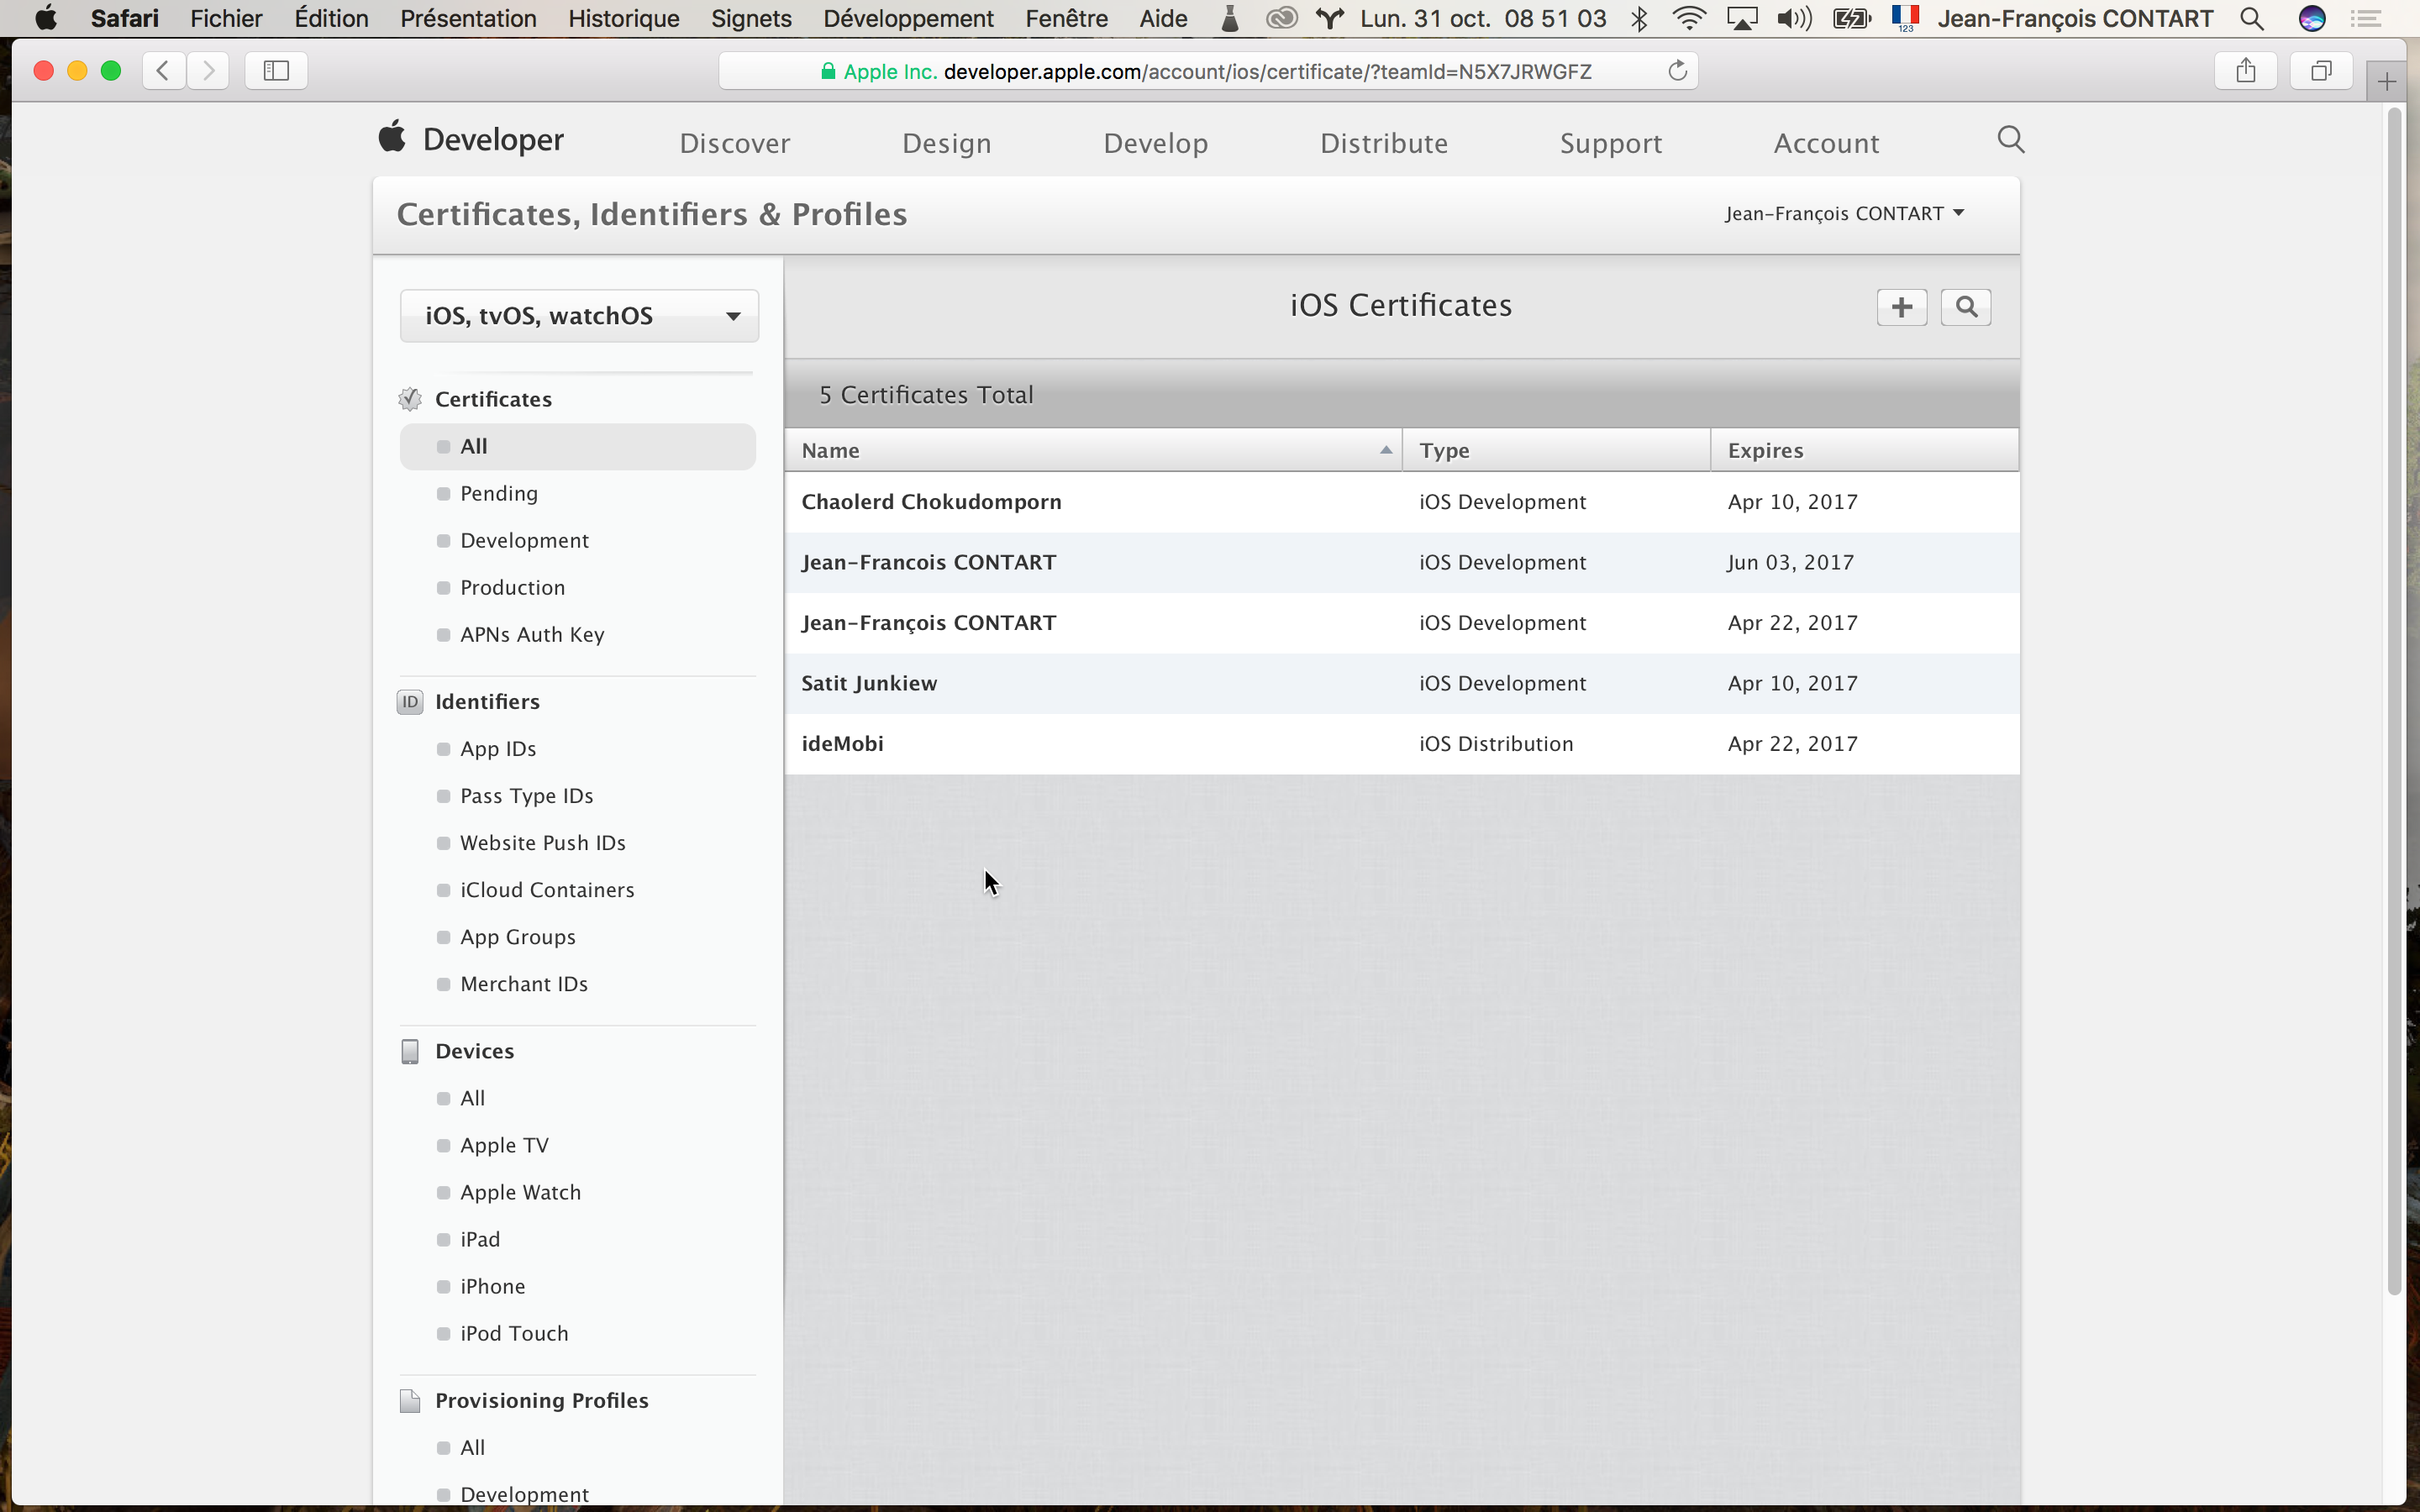 Safari Fichier Édition Présentation Historique Signets Développement Fenêtre Aide Lun. 31 oct. 08 51 03 123 Jean-François CONTART
Apple Inc. developer.apple.com/account/ios/certificate/?teamId=N5X7JRWGFZ
Developer Discover Design Develop Distribute Support Account
Certificates, Identifiers & Profiles
Jean-François CONTART
iOS, tvOS, watchOS
Certificates
All
Pending
Development
Production
APNs Auth Key
ID Identifiers
App IDs
Pass Type IDs
Website Push IDs
iCloud Containers
App Groups
Merchant IDs
Devices
All
Apple TV
Apple Watch
iPad
iPhone
iPod Touch
Provisioning Profiles
All
Development
iOS Certificates
5 Certificates Total
Name Type Expires
Chaolerd Chokudomporn iOS Development Apr 10, 2017
Jean-Francois CONTART iOS Development Jun 03, 2017
Jean-François CONTART iOS Development Apr 22, 2017
Satit Junkiew iOS Development Apr 10, 2017
ideMobi iOS Distribution Apr 22, 2017